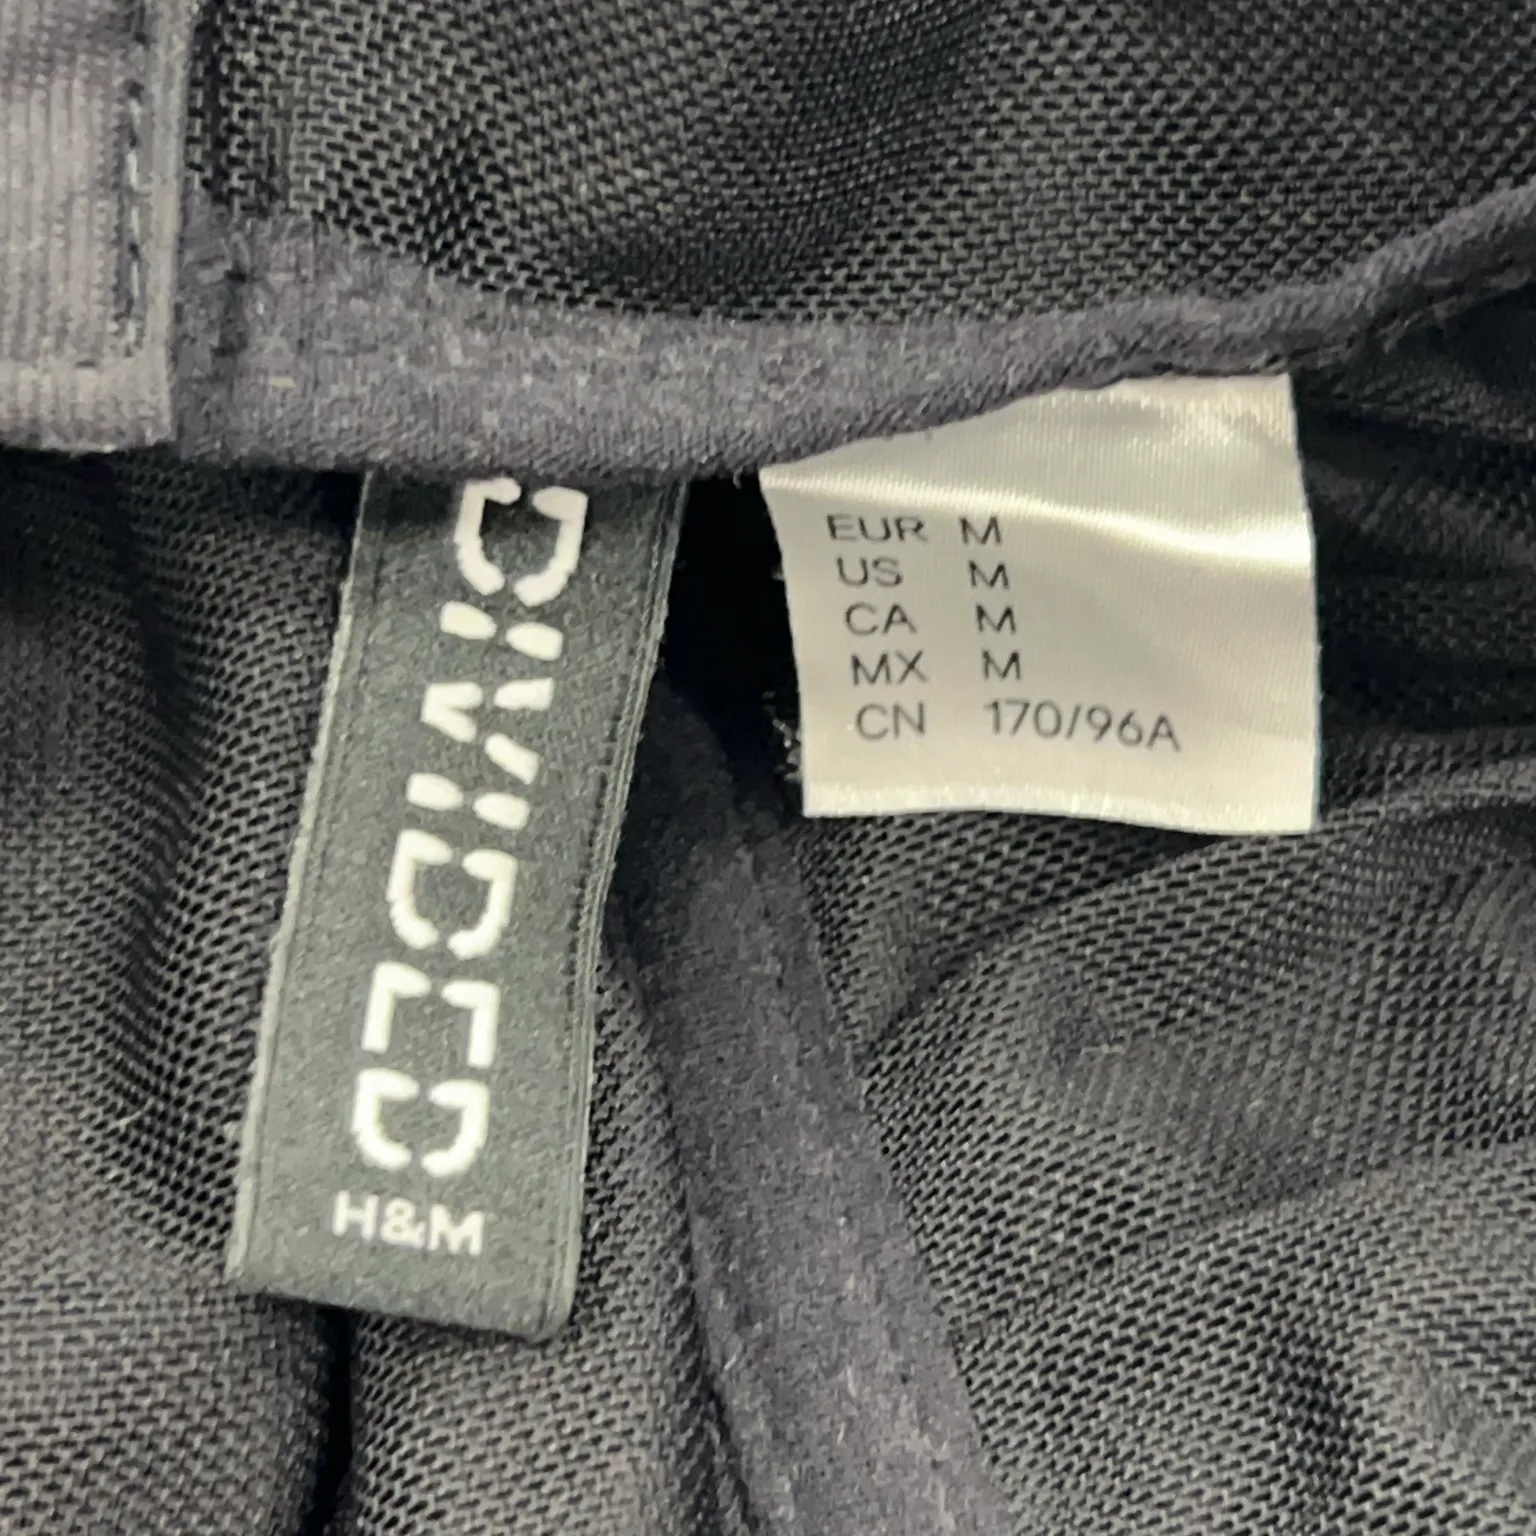 DIVIDED
H&M
EUR M
US M
CA M
MX M
CN 170/96A